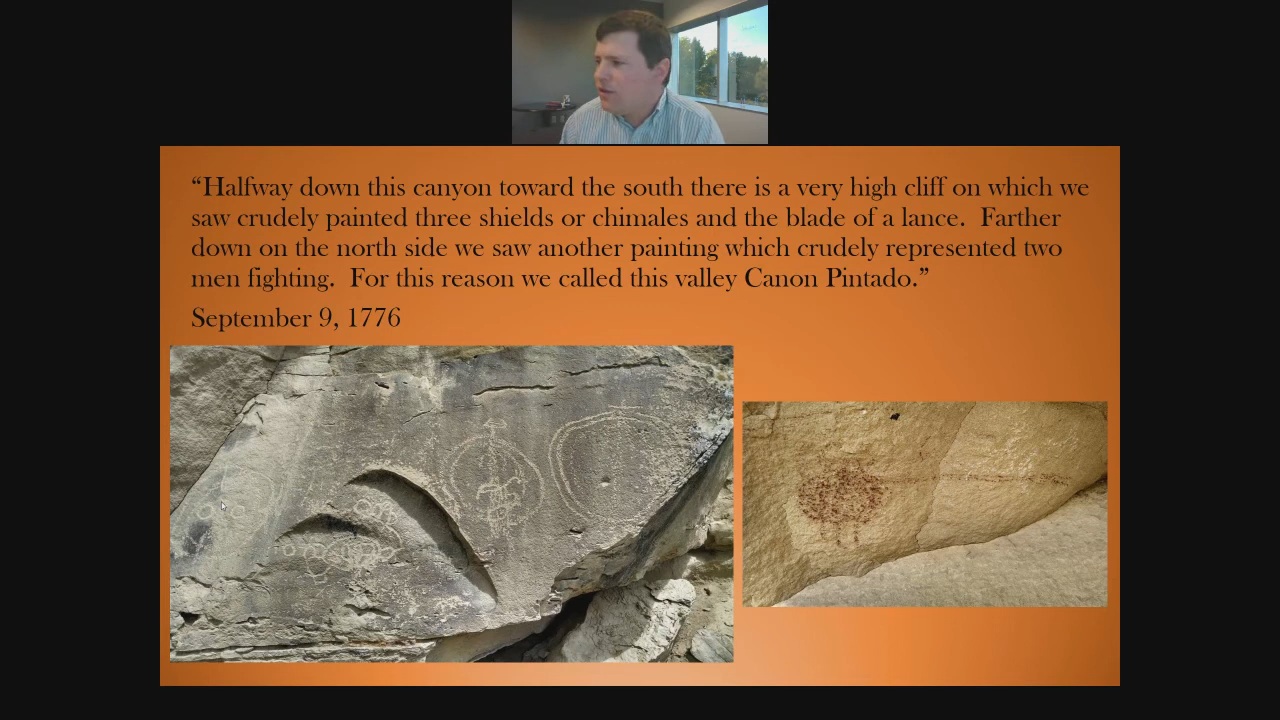 “Halfway down this canyon toward the south there is a very high cliff on which we
saw crudely painted three shields or chimales and the blade of a lance.  Farther
down on the north side we saw another painting which crudely represented two
men fighting.  For this reason we called this valley Canon Pintado.”
September 9, 1776